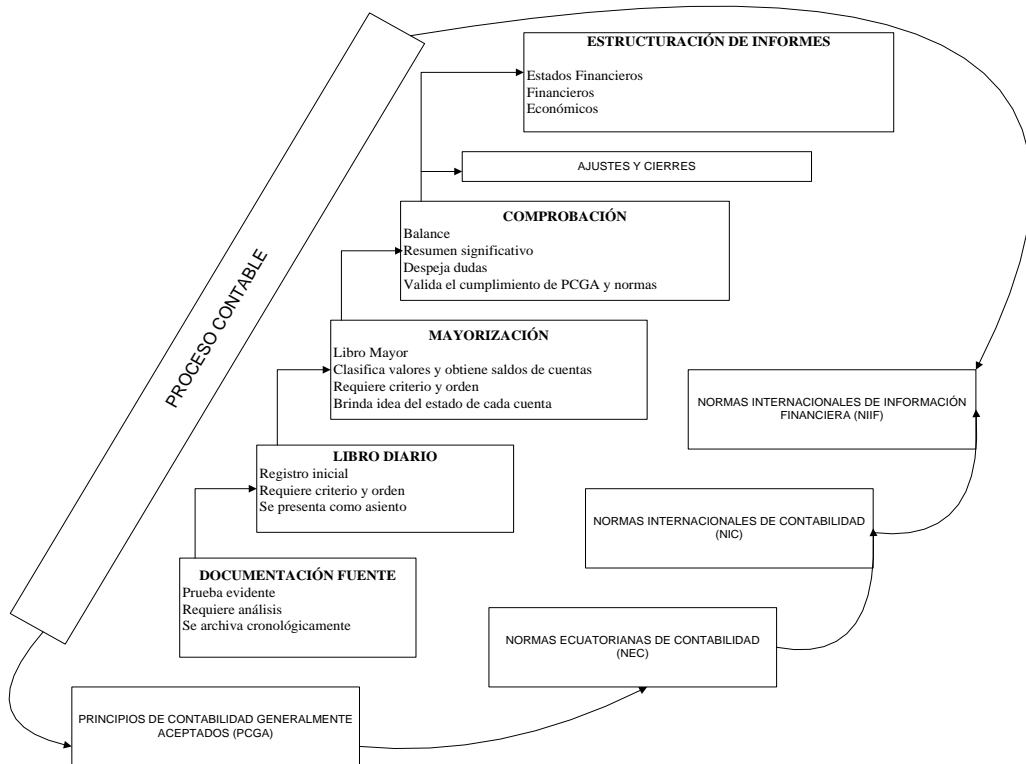 ESTRUCTURACIÓN DE INFORMES
Estados Financieros
Financieros
Económicos
AJUSTES Y CIERRES
COMPROBACIÓN
Balance
Resumen significativo
Despeja dudas
Valida el cumplimiento de PCGA y normas
PROCESO CONTABLE
MAYORIZACIÓN
Libro Mayor
Clasifica valores y obtiene saldos de cuentas
Requiere criterio y orden
Brinda idea del estado de cada cuenta
NORMAS INTERNACIONALES DE INFORMACIÓN
FINANCIERA (NIIF)
LIBRO DIARIO
Registro inicial
Requiere criterio y orden
Se presenta como asiento
NORMAS INTERNACIONALES DE CONTABILIDAD
(NIC)
DOCUMENTACIÓN FUENTE
Prueba evidente
Requiere análisis
Se archiva cronológicamente
NORMAS ECUATORIANAS DE CONTABILIDAD
(NEC)
PRINCIPIOS DE CONTABILIDAD GENERALMENTE
ACEPTADOS (PCGA)